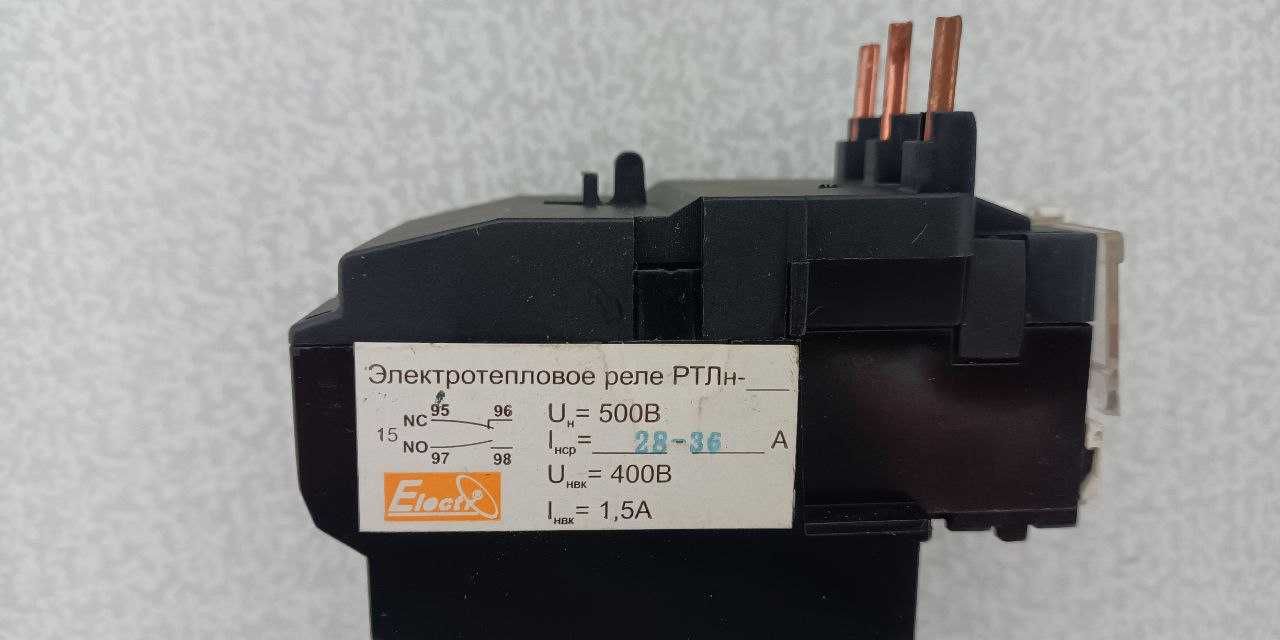 Электротепловое реле РТЛн-___
NC 95 96
15
NO 97 98
Uн= 500В
Iнср= 28-36 А
Uнвк= 400В
Iнвк= 1,5А
Electr